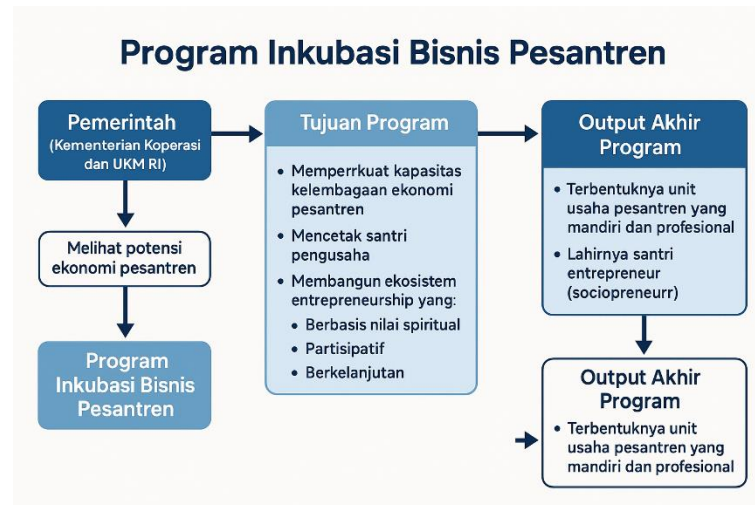 Program Inkubasi Bisnis Pesantren
Pemerintah
(Kementerian Koperasi
dan UKM RI)
Melihat potensi
ekonomi pesantren
Program
Inkubasi Bisnis
Pesantren
Tujuan Program
• Memperrkuat kapasitas
kelembagaan ekonomi
pesantren
• Mencetak santri
pengusaha
• Membangun ekosistem
entrepreneurship yang:
• Berbasis nilai spiritual
• Partisipatif
• Berkelanjutan
Output Akhir
Program
• Terbentuknya unit
usaha pesantren yang
mandiri dan profesional
• Lahirnya santri
entrepreneur
(sociopreneurr)
Output Akhir
Program
• Terbentuknya unit
usaha pesantren yang
mandiri dan profesional